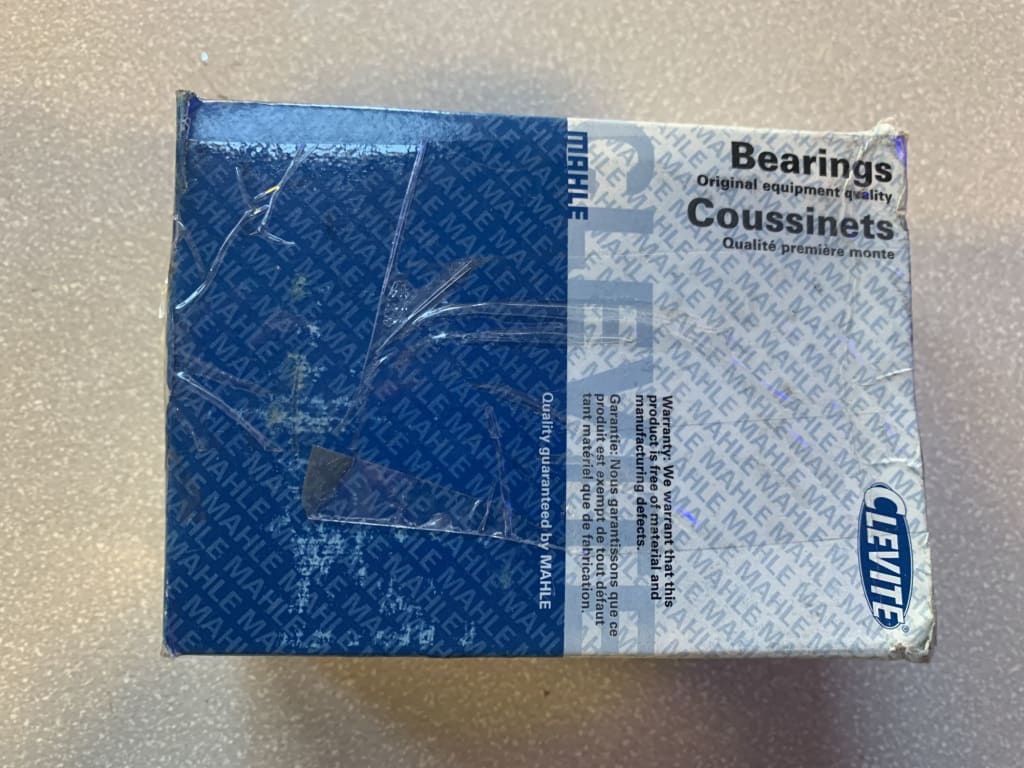 Bearings
Original equipment quality
Coussinets
Qualité première monte
MAHLE
CLEVITE
CLEVITE®
Warranty: We warrant that this
product is free of material and
manufacturing defects.
Garantie: Nous garantissons que ce
produit est exempt de tout défaut
tant matériel que de fabrication.
Quality guaranteed by MAHLE